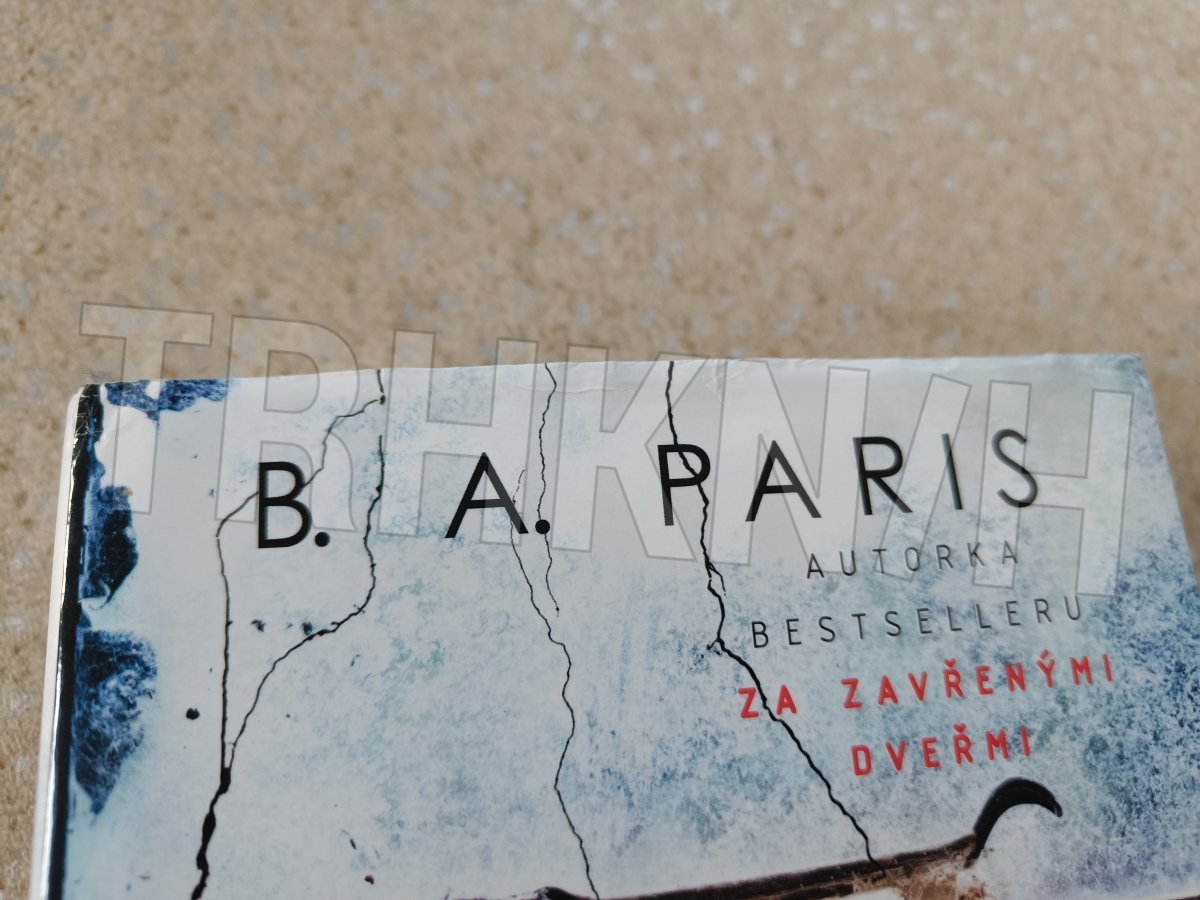 TRHKNIH
B. A. PARIS
AUTORKA
BESTSELLERU
ZA ZAVŘENÝMI
DVEŘMI